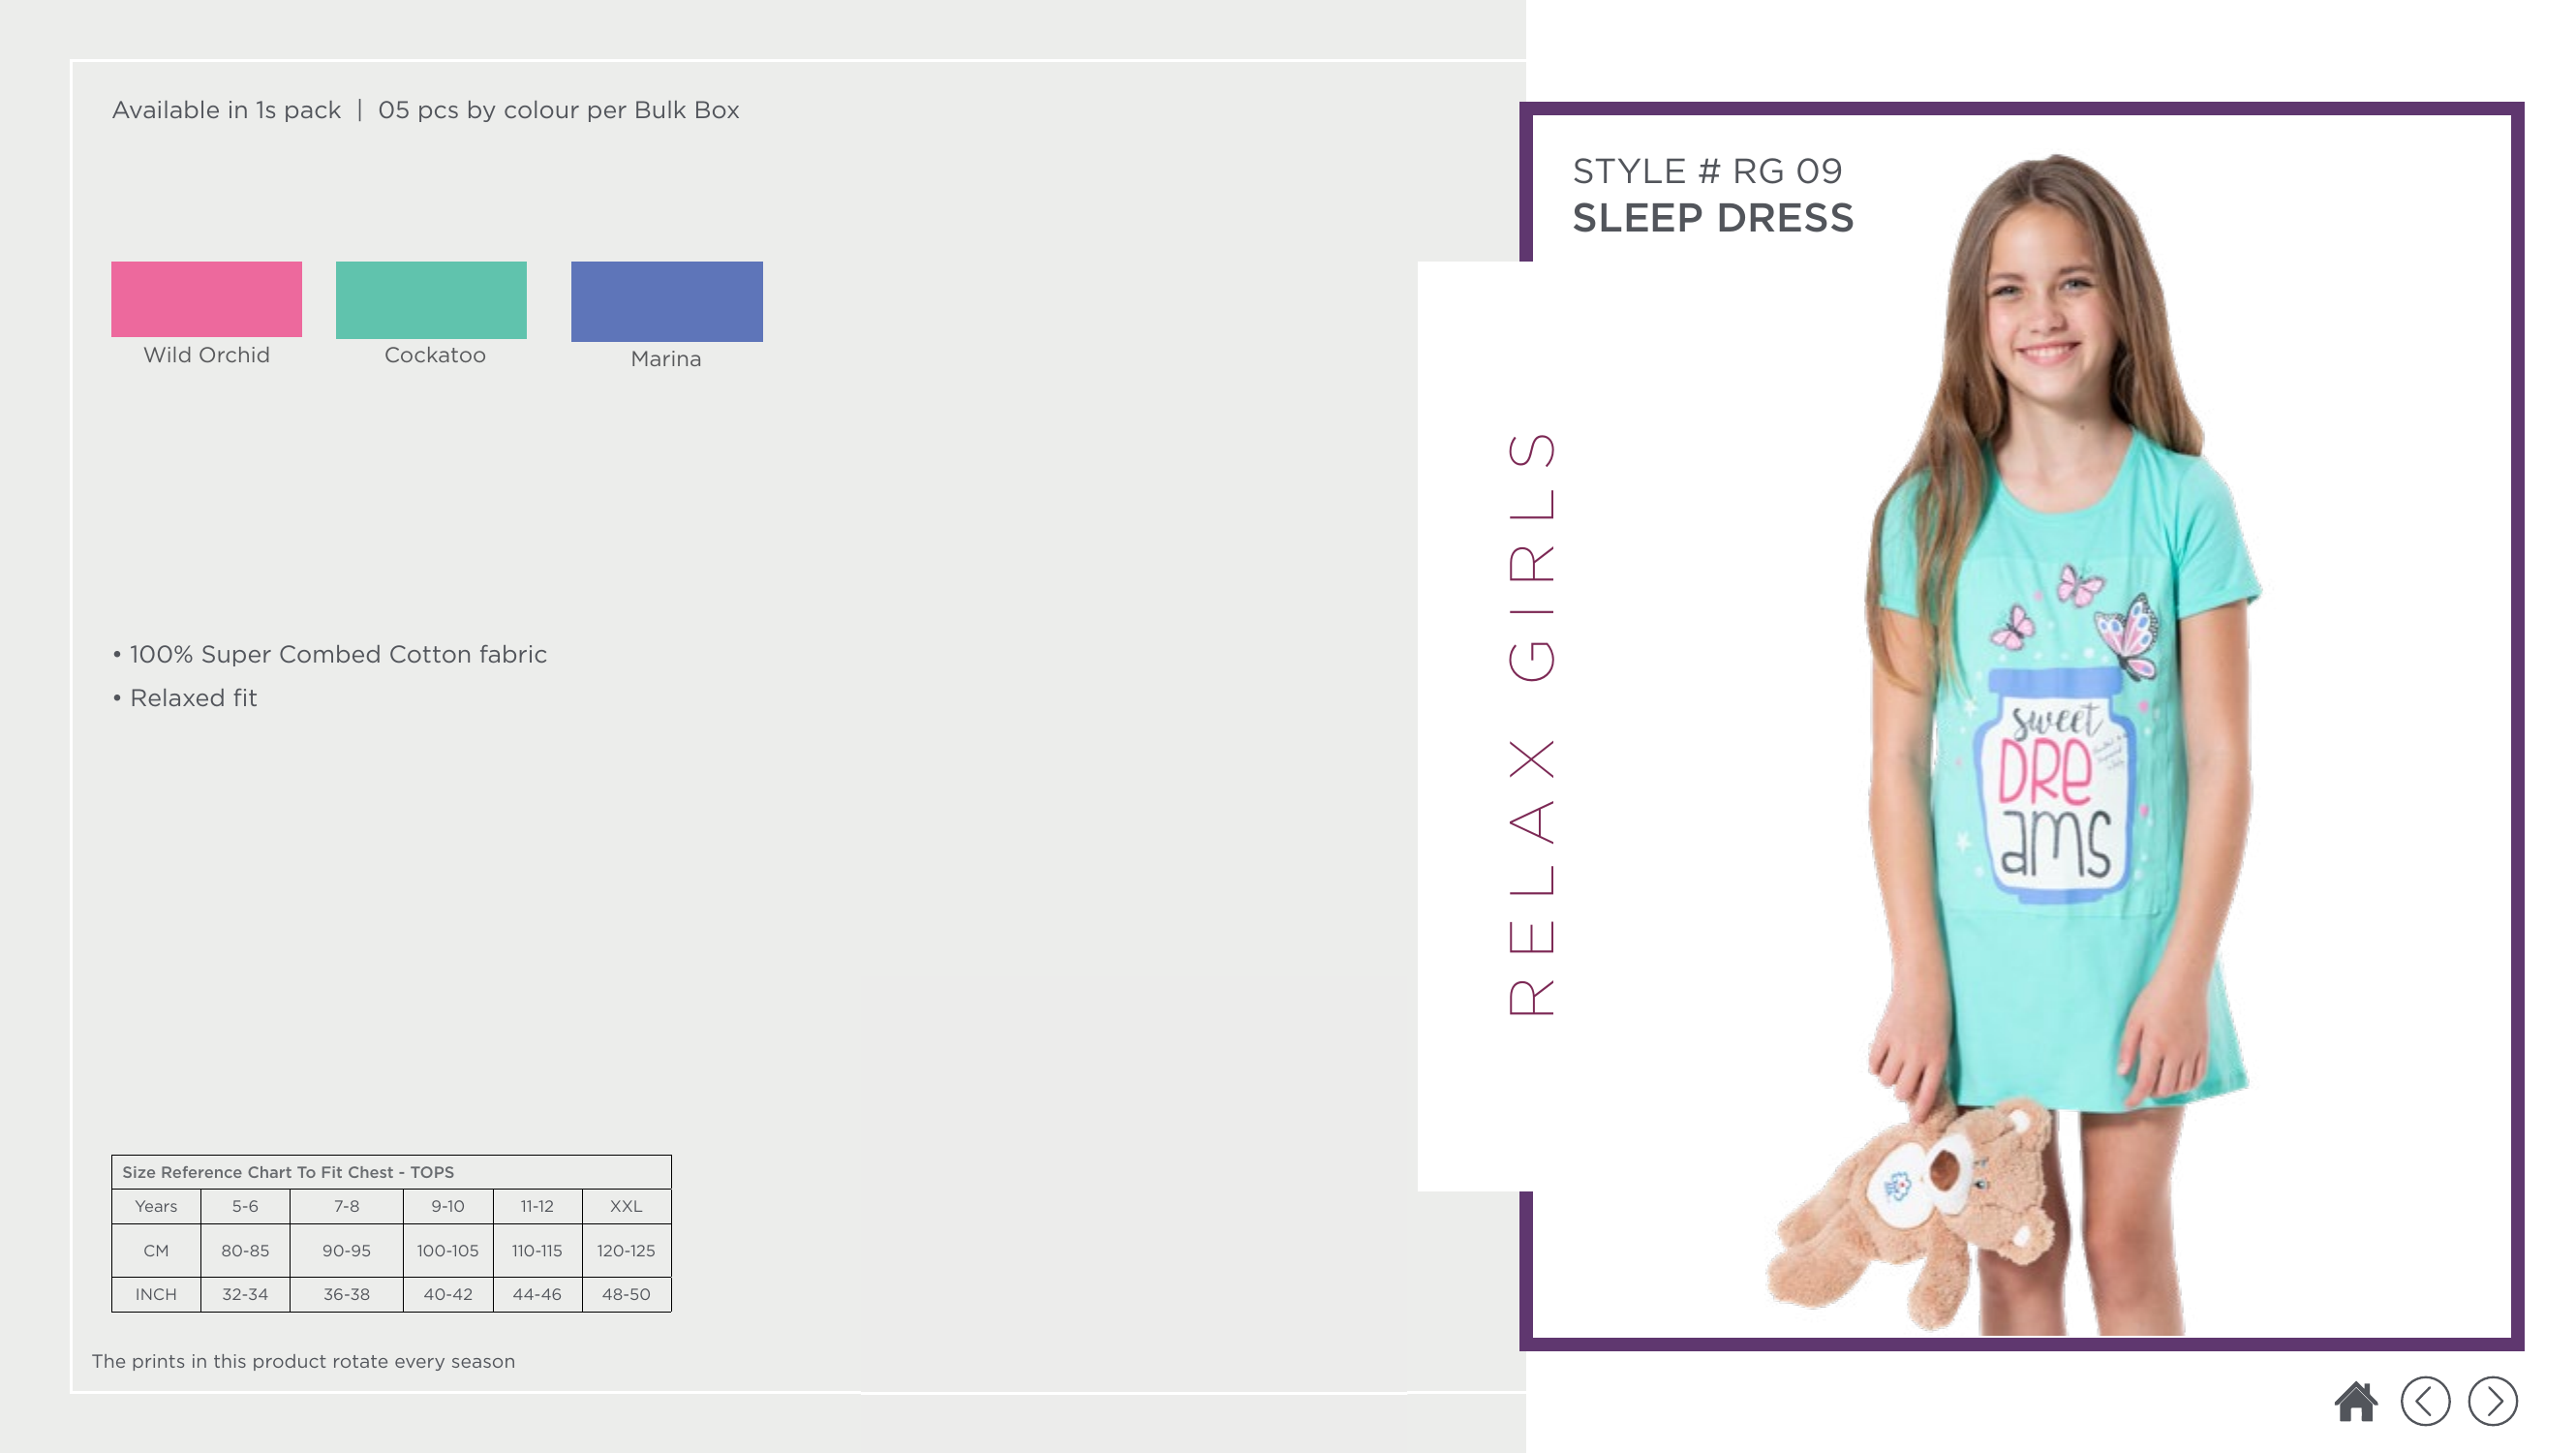 Available in 1s pack | 05 pcs by colour per Bulk Box
Wild Orchid
Cockatoo
Marina
• 100% Super Combed Cotton fabric
• Relaxed fit
Size Reference Chart To Fit Chest - TOPS
Years 5-6 7-8 9-10 11-12 XXL
CM 80-85 90-95 100-105 110-115 120-125
INCH 32-34 36-38 40-42 44-46 48-50
The prints in this product rotate every season
RELAX GIRLS
STYLE # RG 09
SLEEP DRESS
sweet
DRe
ams